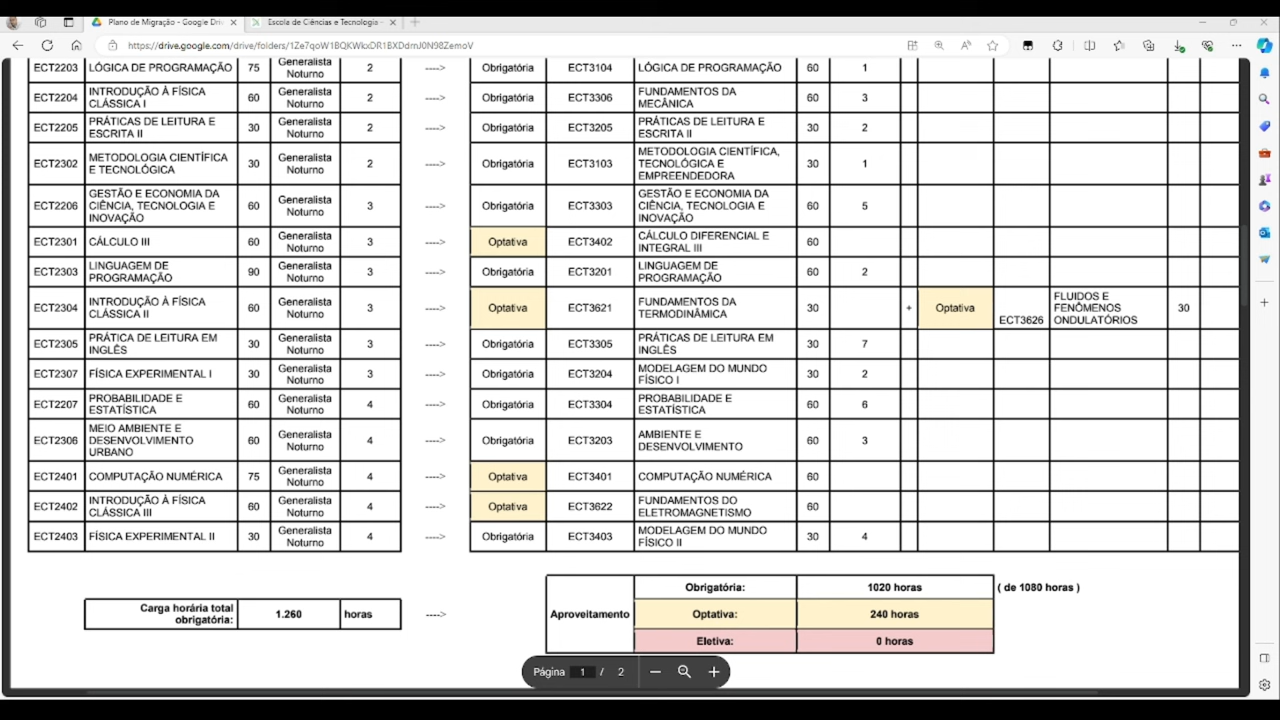 Plano de Migração - Google Driv
Escola de Ciências e Tecnologia -
https://drive.google.com/drive/folders/1Ze7qoW1BQKWkxDR1BXDdrnJ0N98ZemoV
ECT2203 LÓGICA DE PROGRAMAÇÃO 75 Generalista Noturno 2 ----> Obrigatória ECT3104 LÓGICA DE PROGRAMAÇÃO 60 1
ECT2204 INTRODUÇÃO À FÍSICA CLÁSSICA I 60 Generalista Noturno 2 ----> Obrigatória ECT3306 FUNDAMENTOS DA MECÂNICA 60 3
ECT2205 PRÁTICAS DE LEITURA E ESCRITA II 30 Generalista Noturno 2 ----> Obrigatória ECT3205 PRÁTICAS DE LEITURA E ESCRITA II 30 2
ECT2302 METODOLOGIA CIENTÍFICA E TECNOLÓGICA 30 Generalista Noturno 2 ----> Obrigatória ECT3103 METODOLOGIA CIENTÍFICA, TECNOLÓGICA E EMPREENDEDORA 30 1
ECT2206 GESTÃO E ECONOMIA DA CIÊNCIA, TECNOLOGIA E INOVAÇÃO 60 Generalista Noturno 3 ----> Obrigatória ECT3303 GESTÃO E ECONOMIA DA CIÊNCIA, TECNOLOGIA E INOVAÇÃO 60 5
ECT2301 CÁLCULO III 60 Generalista Noturno 3 ----> Optativa ECT3402 CÁLCULO DIFERENCIAL E INTEGRAL III 60
ECT2303 LINGUAGEM DE PROGRAMAÇÃO 90 Generalista Noturno 3 ----> Obrigatória ECT3201 LINGUAGEM DE PROGRAMAÇÃO 60 2
ECT2304 INTRODUÇÃO À FÍSICA CLÁSSICA II 60 Generalista Noturno 3 ----> Optativa ECT3621 FUNDAMENTOS DA TERMODINÂMICA 30 + Optativa ECT3626 FLUIDOS E FENÔMENOS ONDULATÓRIOS 30
ECT2305 PRÁTICA DE LEITURA EM INGLÊS 30 Generalista Noturno 3 ----> Obrigatória ECT3305 PRÁTICAS DE LEITURA EM INGLÊS 30 7
ECT2307 FÍSICA EXPERIMENTAL I 30 Generalista Noturno 3 ----> Obrigatória ECT3204 MODELAGEM DO MUNDO FÍSICO I 30 2
ECT2207 PROBABILIDADE E ESTATÍSTICA 60 Generalista Noturno 4 ----> Obrigatória ECT3304 PROBABILIDADE E ESTATÍSTICA 60 6
ECT2306 MEIO AMBIENTE E DESENVOLVIMENTO URBANO 60 Generalista Noturno 4 ----> Obrigatória ECT3203 AMBIENTE E DESENVOLVIMENTO 60 3
ECT2401 COMPUTAÇÃO NUMÉRICA 75 Generalista Noturno 4 ----> Optativa ECT3401 COMPUTAÇÃO NUMÉRICA 60
ECT2402 INTRODUÇÃO À FÍSICA CLÁSSICA III 60 Generalista Noturno 4 ----> Optativa ECT3622 FUNDAMENTOS DO ELETROMAGNETISMO 60
ECT2403 FÍSICA EXPERIMENTAL II 30 Generalista Noturno 4 ----> Obrigatória ECT3403 MODELAGEM DO MUNDO FÍSICO II 30 4
Carga horária total obrigatória: 1.260 horas ---->
Aproveitamento
Obrigatória: 1020 horas ( de 1080 horas )
Optativa: 240 horas
Eletiva: 0 horas
Página 1 / 2